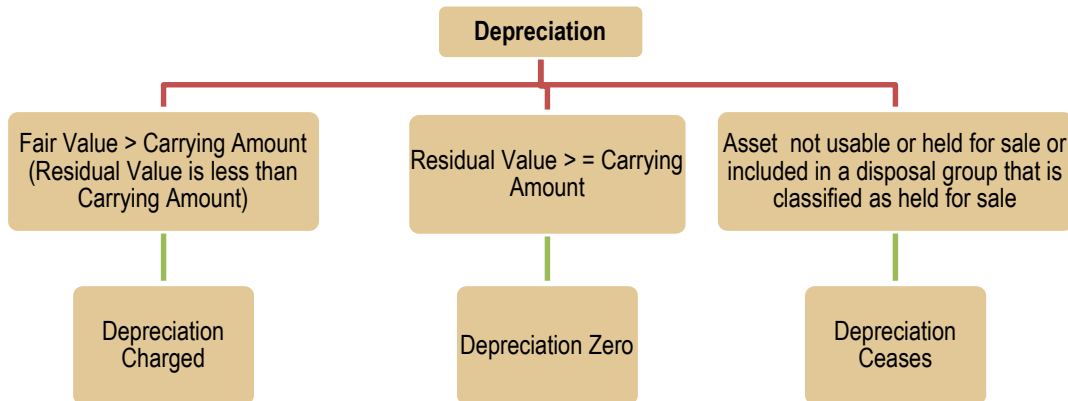 Depreciation
Fair Value > Carrying Amount
(Residual Value is less than
Carrying Amount)
Residual Value > = Carrying
Amount
Asset not usable or held for sale or
included in a disposal group that is
classified as held for sale
Depreciation
Charged
Depreciation Zero
Depreciation
Ceases